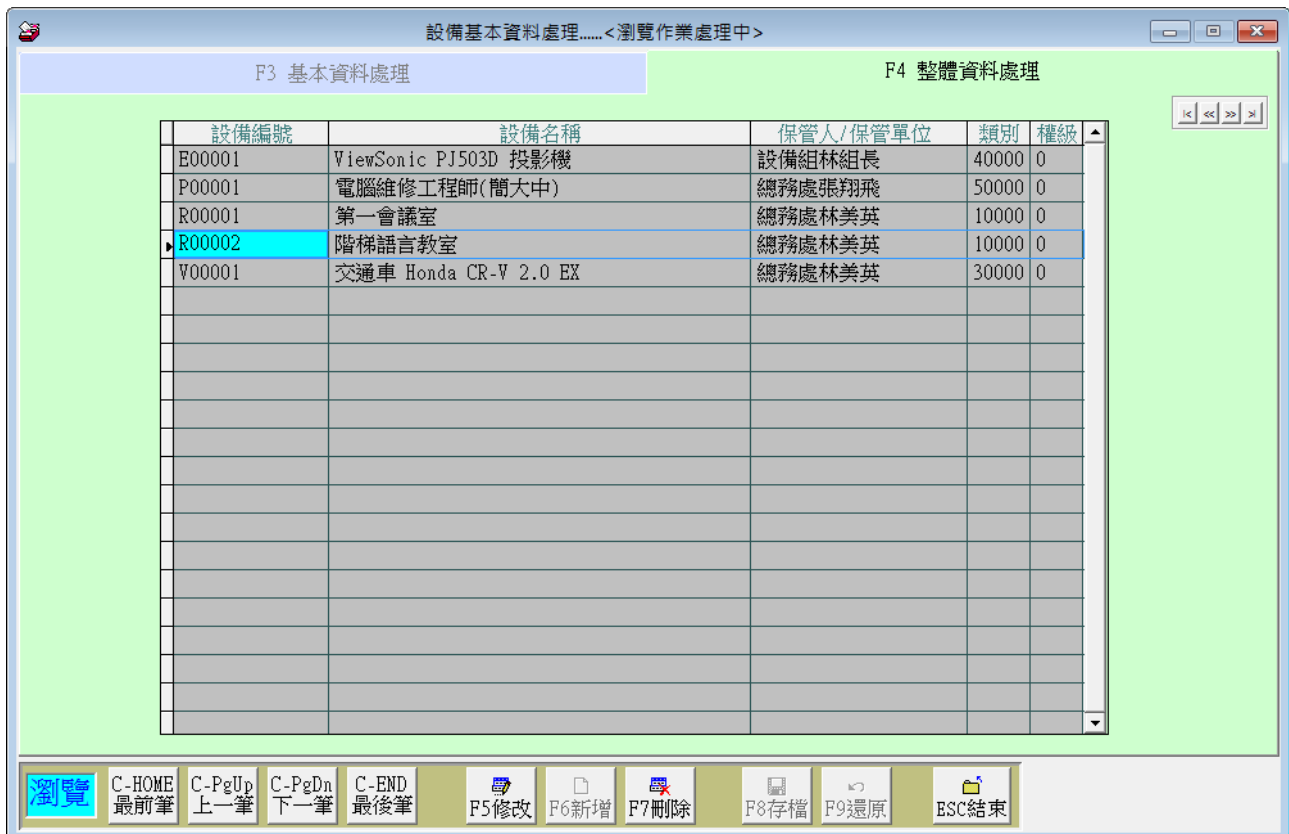 設備基本資料處理......<瀏覽作業處理中>
F3 基本資料處理 F4 整體資料處理
設備編號 設備名稱 保管人/保管單位 類別 權級
E00001 ViewSonic PJ503D 投影機 設備組林組長 40000 0
P00001 電腦維修工程師(簡大中) 總務處張翔飛 50000 0
R00001 第一會議室 總務處林美英 10000 0
R00002 階梯語言教室 總務處林美英 10000 0
V00001 交通車 Honda CR-V 2.0 EX 總務處林美英 30000 0
瀏覽 C-HOME C-PgUp C-PgDn C-END
最前筆 上一筆 下一筆 最後筆 F5修改 F6新增 F7刪除 F8存檔 F9還原 ESC結束